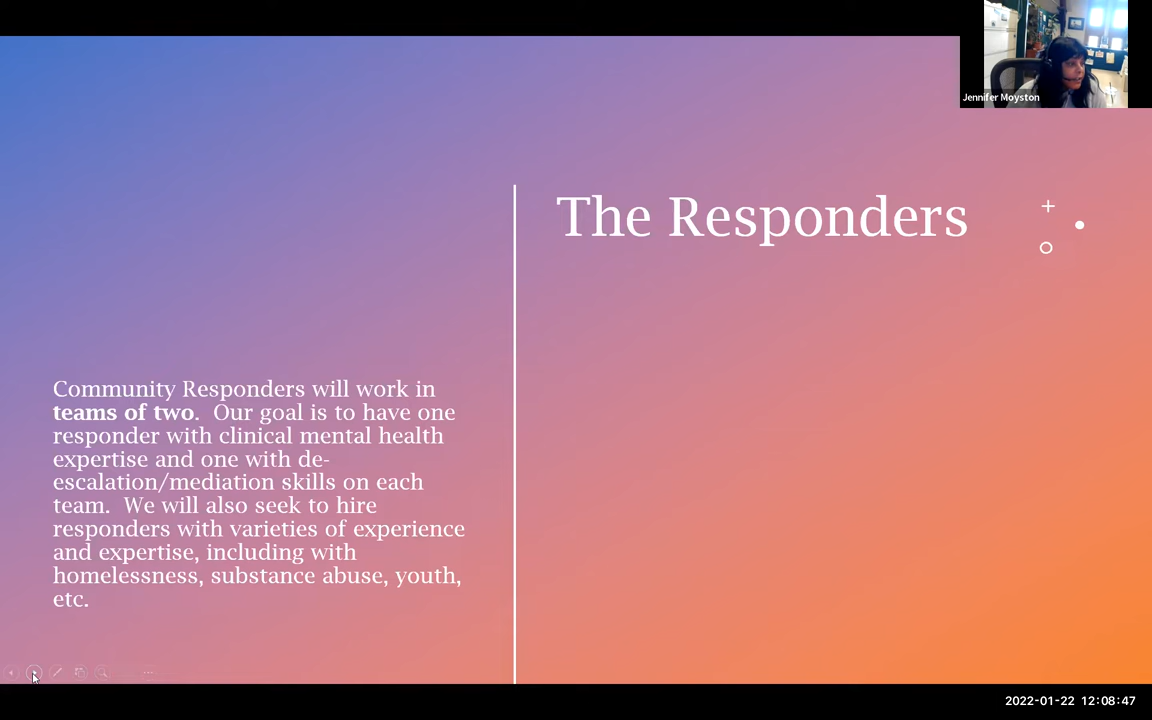 Jennifer Moyston
The Responders
Community Responders will work in
teams of two.  Our goal is to have one
responder with clinical mental health
expertise and one with de-
escalation/mediation skills on each
team.  We will also seek to hire
responders with varieties of experience
and expertise, including with
homelessness, substance abuse, youth,
etc.
2022-01-22 12:08:47